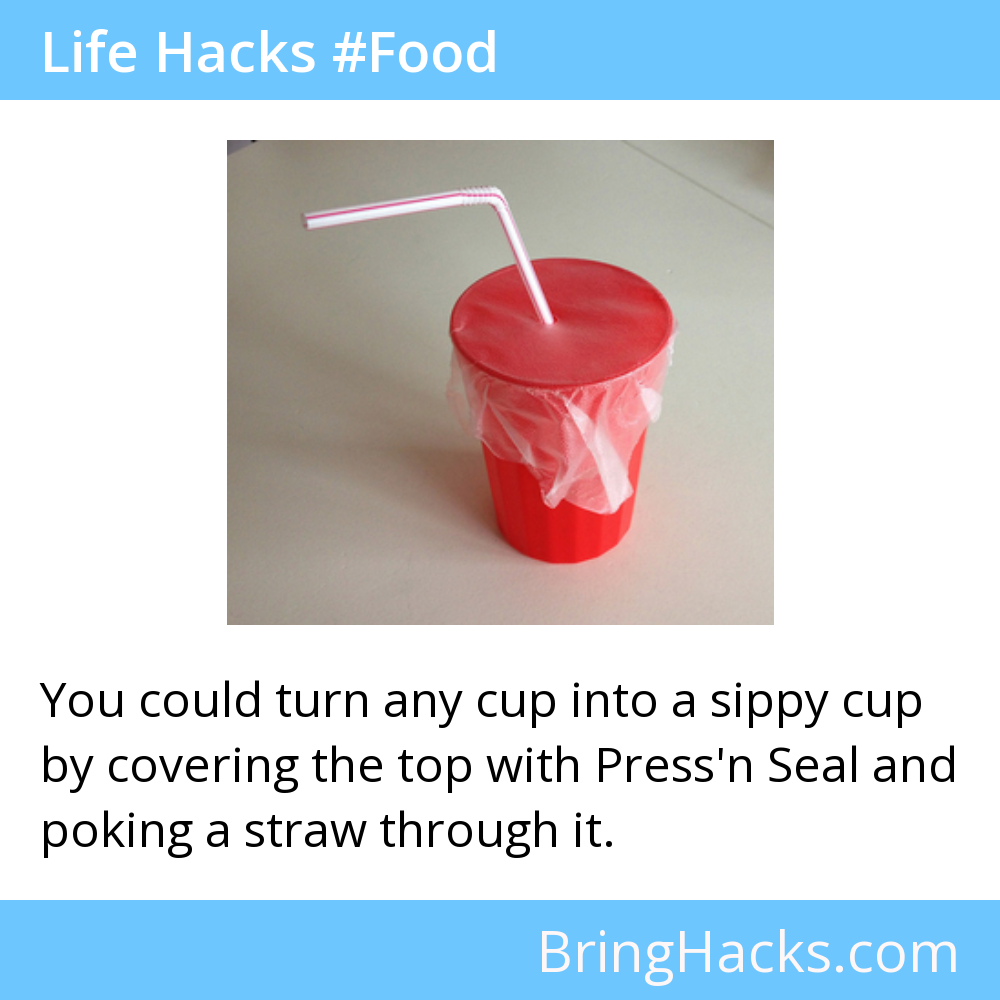 Life Hacks #Food
You could turn any cup into a sippy cup
by covering the top with Press'n Seal and
poking a straw through it.
BringHacks.com